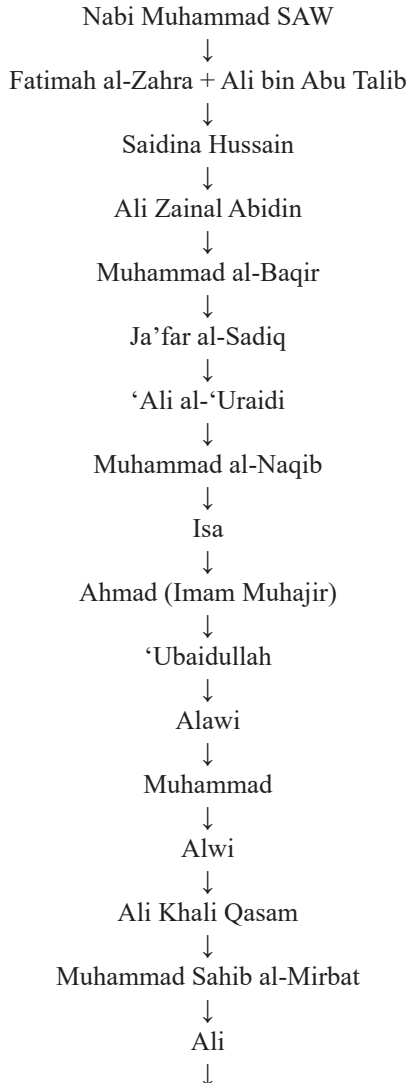 Nabi Muhammad SAW
↓
Fatimah al-Zahra + Ali bin Abu Talib
↓
Saidina Hussain
↓
Ali Zainal Abidin
↓
Muhammad al-Baqir
↓
Ja’far al-Sadiq
↓
‘Ali al-‘Uraidi
↓
Muhammad al-Naqib
↓
Isa
↓
Ahmad (Imam Muhajir)
↓
‘Ubaidullah
↓
Alawi
↓
Muhammad
↓
Alwi
↓
Ali Khali Qasam
↓
Muhammad Sahib al-Mirbat
↓
Ali
↓